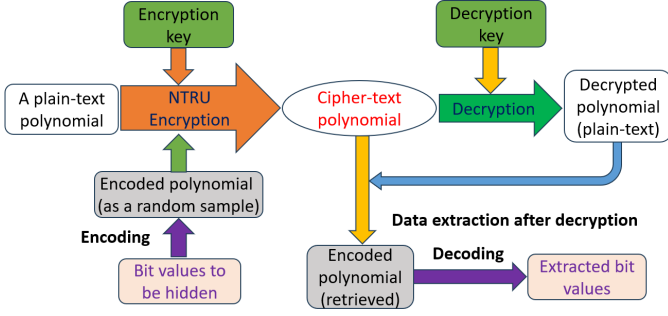 Encryption
key
Decryption
key
A plain-text
polynomial
NTRU
Encryption
Cipher-text
polynomial
Decryption
Decrypted
polynomial
(plain-text)
Encoded polynomial
(as a random sample)
Data extraction after decryption
Encoding
Bit values to
be hidden
Encoded
polynomial
(retrieved)
Decoding
Extracted bit
values